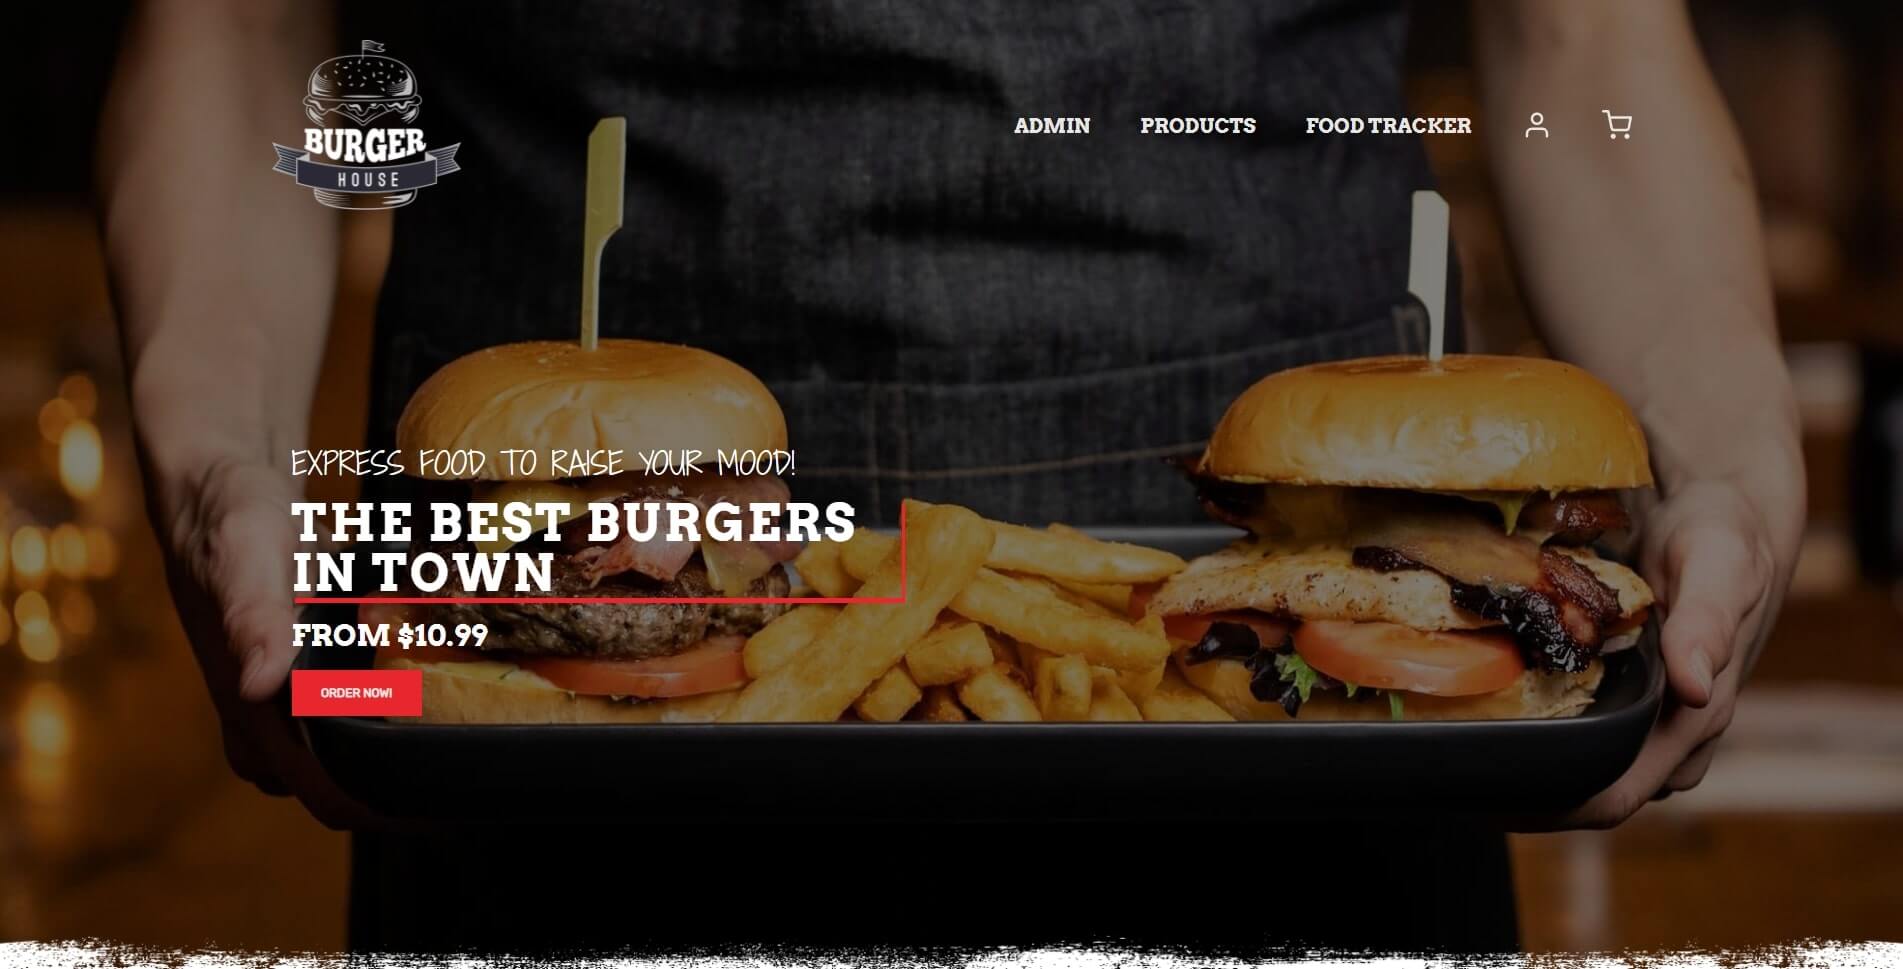 BURGER
HOUSE
ADMIN PRODUCTS FOOD TRACKER
EXPRESS FOOD TO RAISE YOUR MOOD!
THE BEST BURGERS
IN TOWN
FROM $10.99
ORDER NOW!